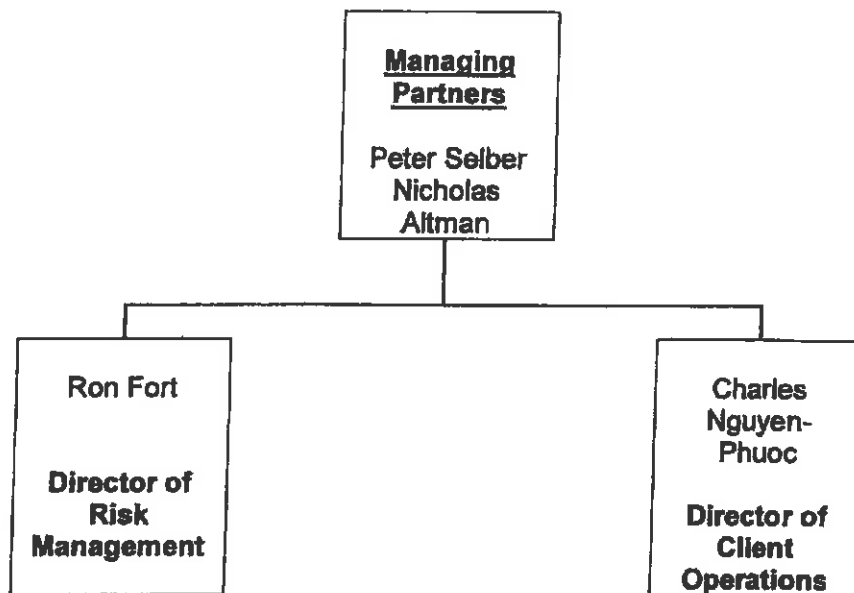 Managing
Partners
Peter Selber
Nicholas
Altman
Ron Fort
Director of
Risk
Management
Charles
Nguyen-
Phuoc
Director of
Client
Operations